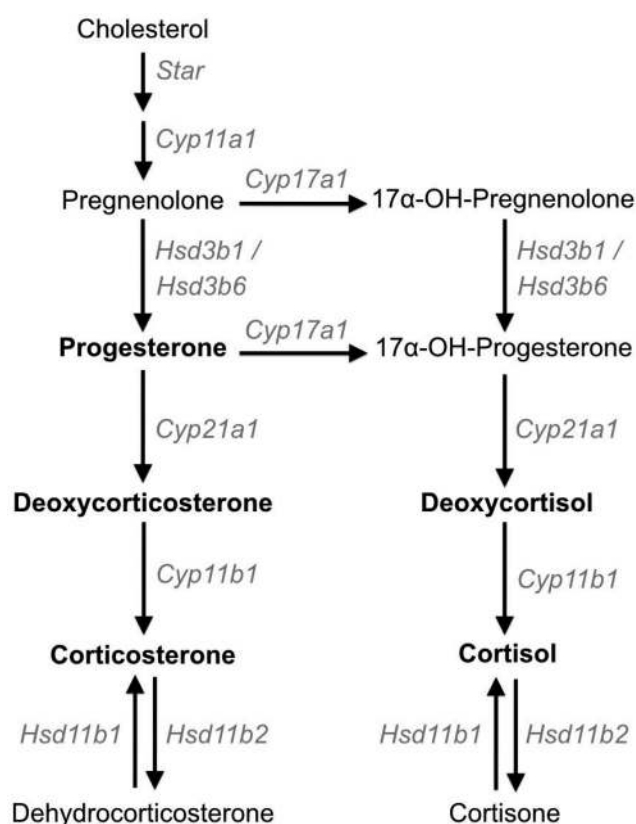 Cholesterol
Star
Cyp11a1
Cyp17a1
Pregnenolone
17α-OH-Pregnenolone
Hsd3b1 /
Hsd3b6
Hsd3b1 /
Hsd3b6
Cyp17a1
Progesterone
17α-OH-Progesterone
Cyp21a1
Cyp21a1
Deoxycorticosterone
Deoxycortisol
Cyp11b1
Cyp11b1
Corticosterone
Cortisol
Hsd11b1
Hsd11b2
Hsd11b1
Hsd11b2
Dehydrocorticosterone
Cortisone